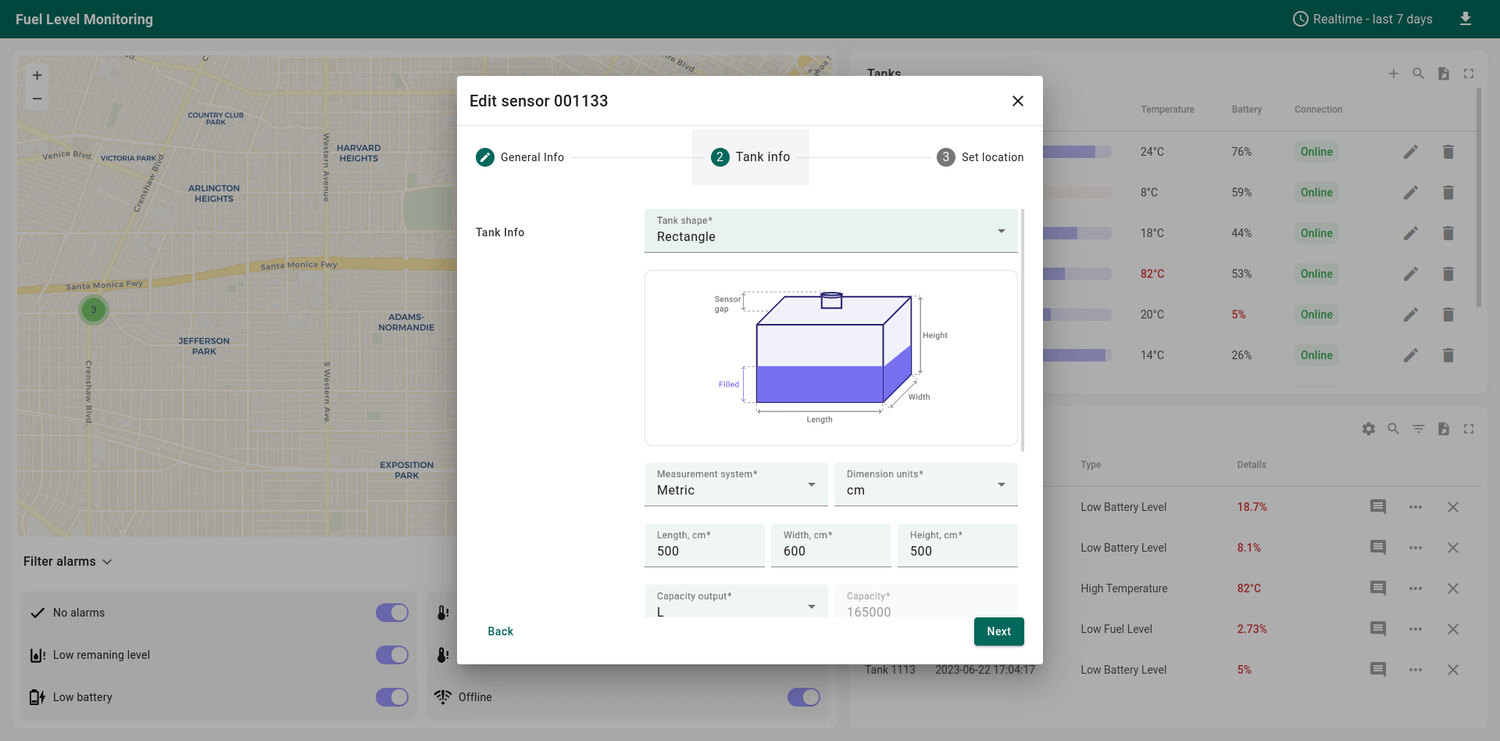 Fuel Level Monitoring
Realtime - last 7 days
+
−
COUNTRY CLUB
PARK
Venice Blvd.
VICTORIA PARK
HARVARD
HEIGHTS
Western Avenue
Crenshaw Blvd.
ARLINGTON
HEIGHTS
Santa Monica Fwy
Santa Monica Fwy
3
ADAMS-
NORMANDIE
JEFFERSON
PARK
Crenshaw Blvd.
S. Western Ave.
EXPOSITION
PARK
Filter alarms
No alarms
Low remaning level
Low battery
Offline
Edit sensor 001133
General Info
2 Tank info
3 Set location
Tank Info
Tank shape*
Rectangle
Sensor
gap
Height
Filled
Width
Length
Measurement system*
Metric
Dimension units*
cm
Length, cm*
500
Width, cm*
600
Height, cm*
500
Capacity output*
L
Capacity*
165000
Back
Next
Tanks
Temperature Battery Connection
24°C 76% Online
8°C 59% Online
18°C 44% Online
82°C 53% Online
20°C 5% Online
14°C 26% Online
Type Details
Low Battery Level 18.7%
Low Battery Level 8.1%
High Temperature 82°C
Low Fuel Level 2.73%
Tank 1113 2023-06-22 17:04:17 Low Battery Level 5%